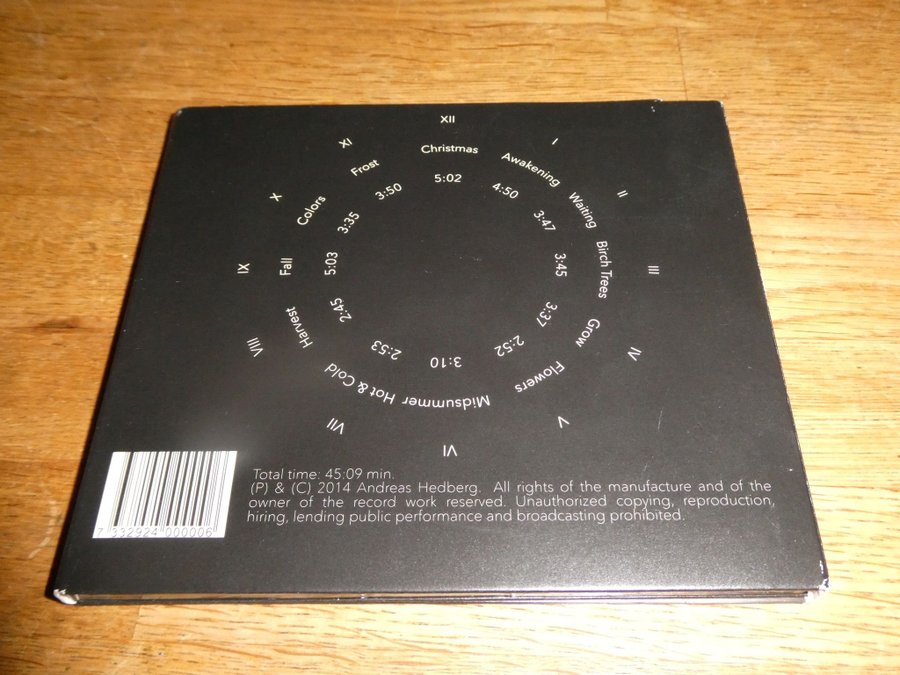 XII
Christmas
5:02
I
Awakening
4:50
II
Waiting
3:47
III
Birch Trees
3:45
IV
Grow
3:37
V
Flowers
2:52
VI
Midsummer
3:10
VII
Hot & Cold
2:53
VIII
Harvest
2:45
IX
Fall
5:03
X
Colors
3:35
XI
Frost
3:50
Total time: 45:09 min.
(P) & (C) 2014 Andreas Hedberg. All rights of the manufacture and of the
owner of the record work reserved. Unauthorized copying, reproduction,
hiring, lending public performance and broadcasting prohibited.
7 332924 000006